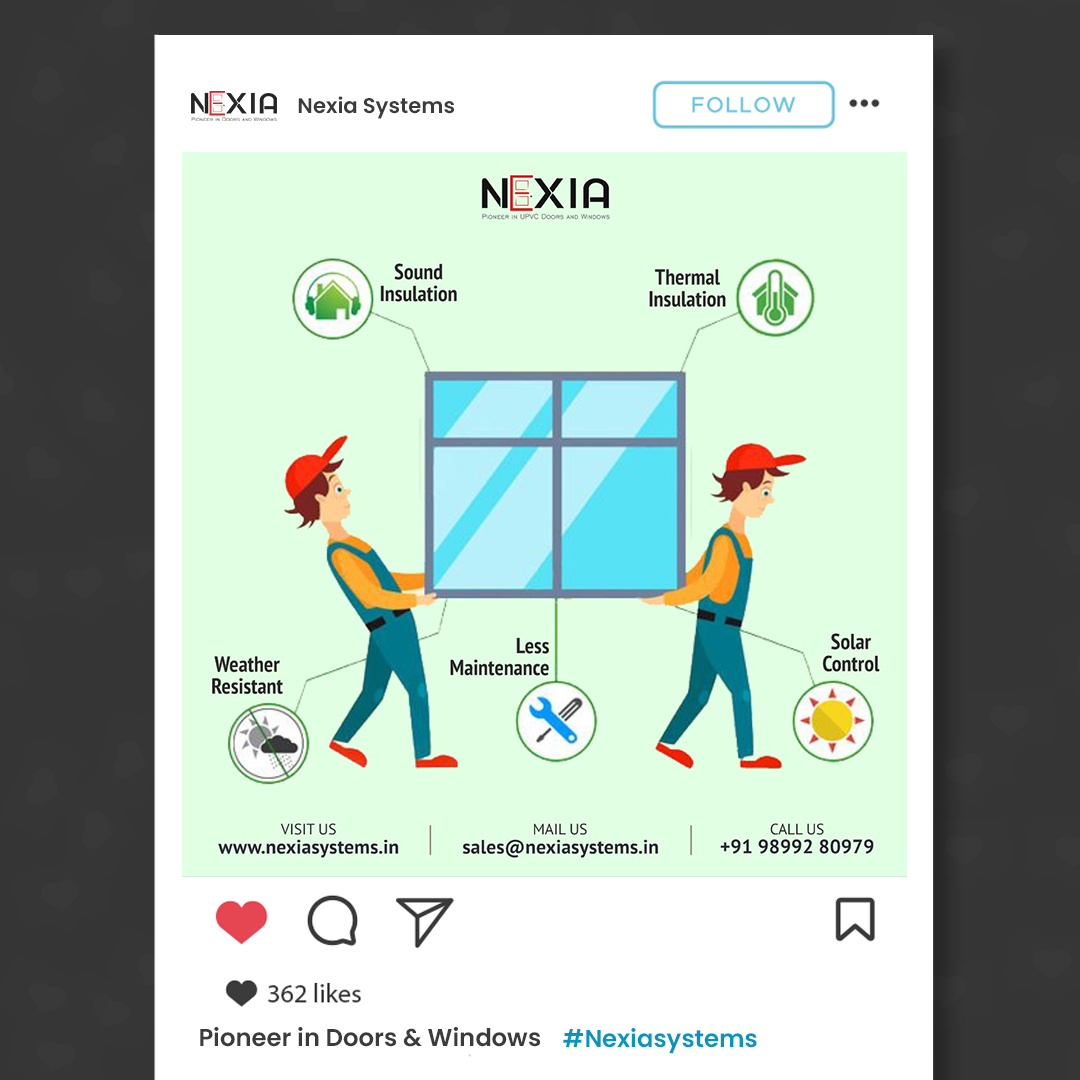 NEXIA
PIONEER IN DOORS AND WINDOWS
Nexia Systems
FOLLOW
NEXIA
PIONEER IN UPVC DOORS AND WINDOWS
Sound
Insulation
Thermal
Insulation
Weather
Resistant
Less
Maintenance
Solar
Control
VISIT US
www.nexiasystems.in
MAIL US
sales@nexiasystems.in
CALL US
+91 98992 80979
362 likes
Pioneer in Doors & Windows #Nexiasystems